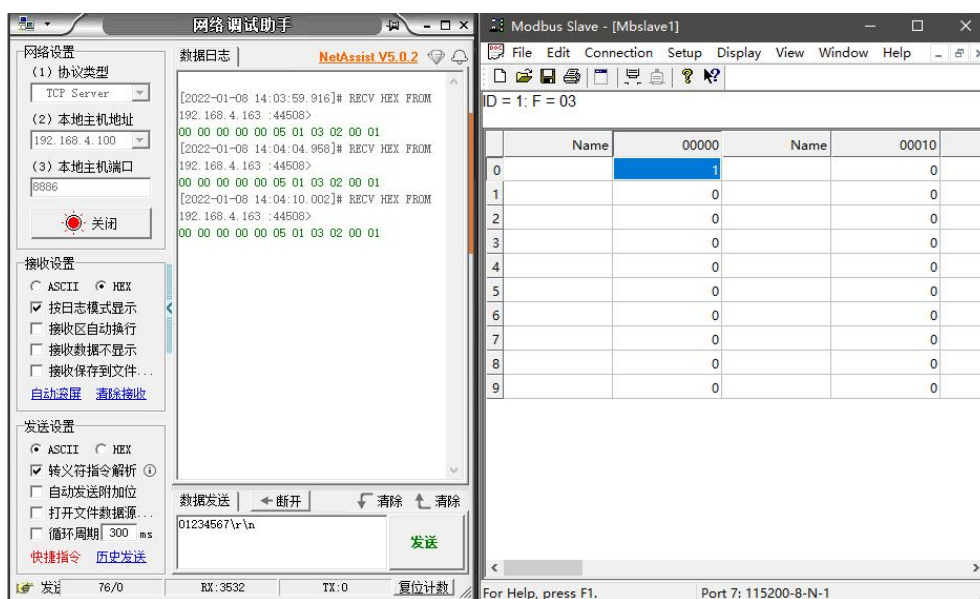 网络调试助手
网络设置
(1) 协议类型
TCP Server
(2) 本地主机地址
192.168.4.100
(3) 本地主机端口
8886
关闭
接收设置
ASCII HEX
按日志模式显示
接收区自动换行
接收数据不显示
接收保存到文件...
自动滚屏 清除接收
发送设置
ASCII HEX
转义符指令解析
自动发送附加位
打开文件数据源...
循环周期 300 ms
快捷指令 历史发送
数据日志 NetAssist V5.0.2
[2022-01-08 14:03:59.916]# RECV HEX FROM
192.168.4.163 :44508>
00 00 00 00 00 05 01 03 02 00 01
[2022-01-08 14:04:04.958]# RECV HEX FROM
192.168.4.163 :44508>
00 00 00 00 00 05 01 03 02 00 01
[2022-01-08 14:04:10.002]# RECV HEX FROM
192.168.4.163 :44508>
00 00 00 00 00 05 01 03 02 00 01
数据发送 断开 清除 清除
01234567\r\n
发送
76/0 RX:3532 TX:0 复位计数
Modbus Slave - [Mbslave1]
File Edit Connection Setup Display View Window Help
ID = 1: F = 03
Name 00000 Name 00010
0 1 0
1 0 0
2 0 0
3 0 0
4 0 0
5 0 0
6 0 0
7 0 0
8 0 0
9 0 0
For Help, press F1. Port 7: 115200-8-N-1